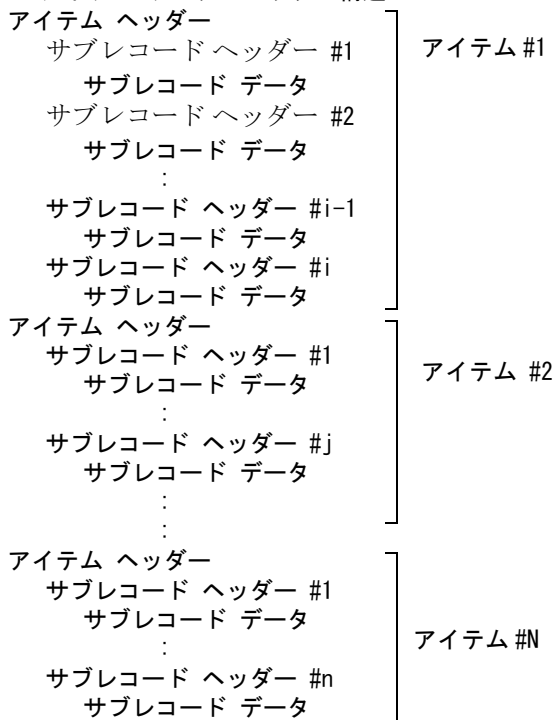 アイテム ヘッダー
サブレコード ヘッダー #1
アイテム #1
サブレコード データ
サブレコード ヘッダー #2
サブレコード データ
:
サブレコード ヘッダー #i-1
サブレコード データ
サブレコード ヘッダー #i
サブレコード データ
アイテム ヘッダー
サブレコード ヘッダー #1
アイテム #2
サブレコード データ
:
サブレコード ヘッダー #j
サブレコード データ
:
:
アイテム ヘッダー
サブレコード ヘッダー #1
サブレコード データ
アイテム #N
:
サブレコード ヘッダー #n
サブレコード データ